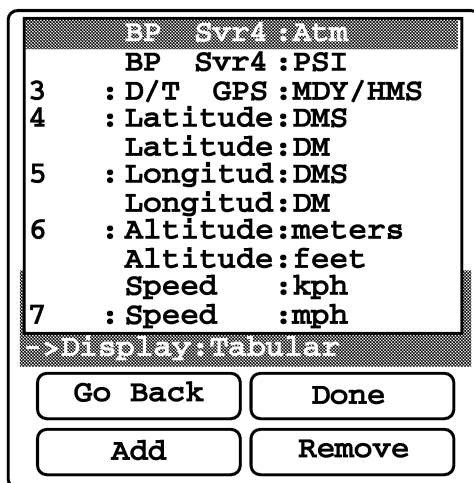 BP Svr4:Atm
BP Svr4:PSI
3 :D/T GPS:MDY/HMS
4 :Latitude:DMS
Latitude:DM
5 :Longitud:DMS
Longitud:DM
6 :Altitude:meters
Altitude:feet
Speed :kph
7 :Speed :mph
->Display:Tabular
Go Back Done
Add Remove